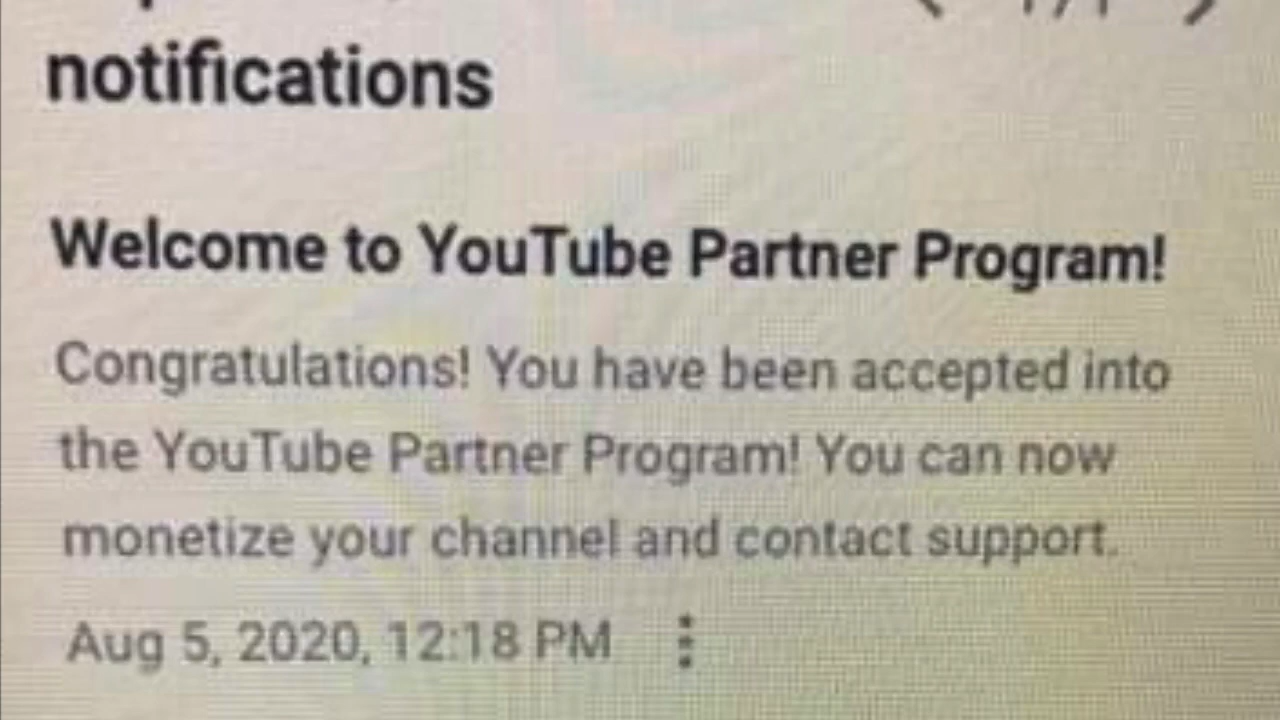 notifications
Welcome to YouTube Partner Program!
Congratulations! You have been accepted into
the YouTube Partner Program! You can now
monetize your channel and contact support.
Aug 5, 2020, 12:18 PM